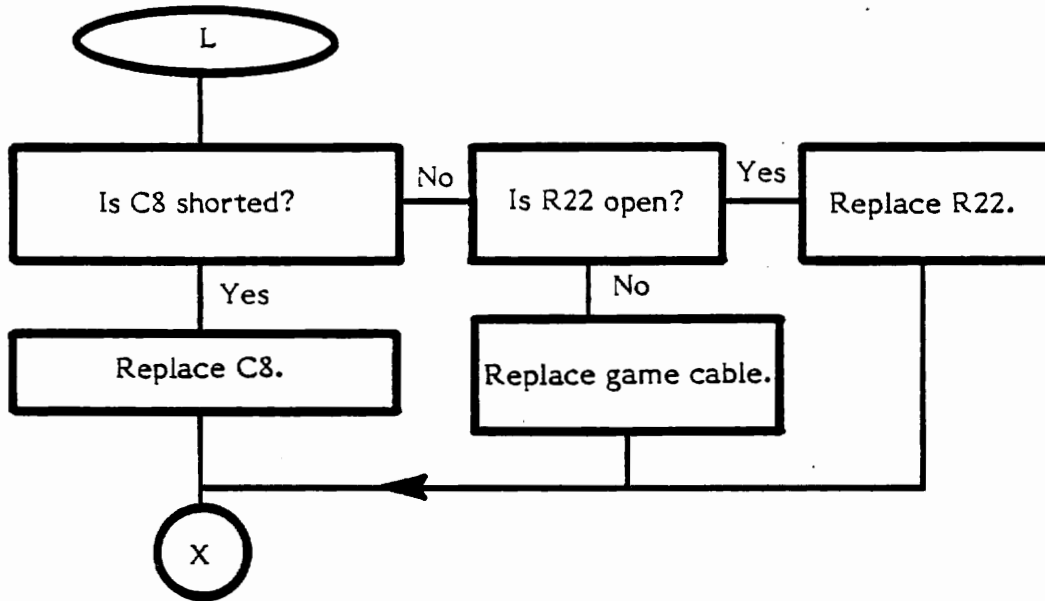 L
Is C8 shorted?
No
Is R22 open?
Yes
Replace R22.
Yes
No
Replace C8.
Replace game cable.
X